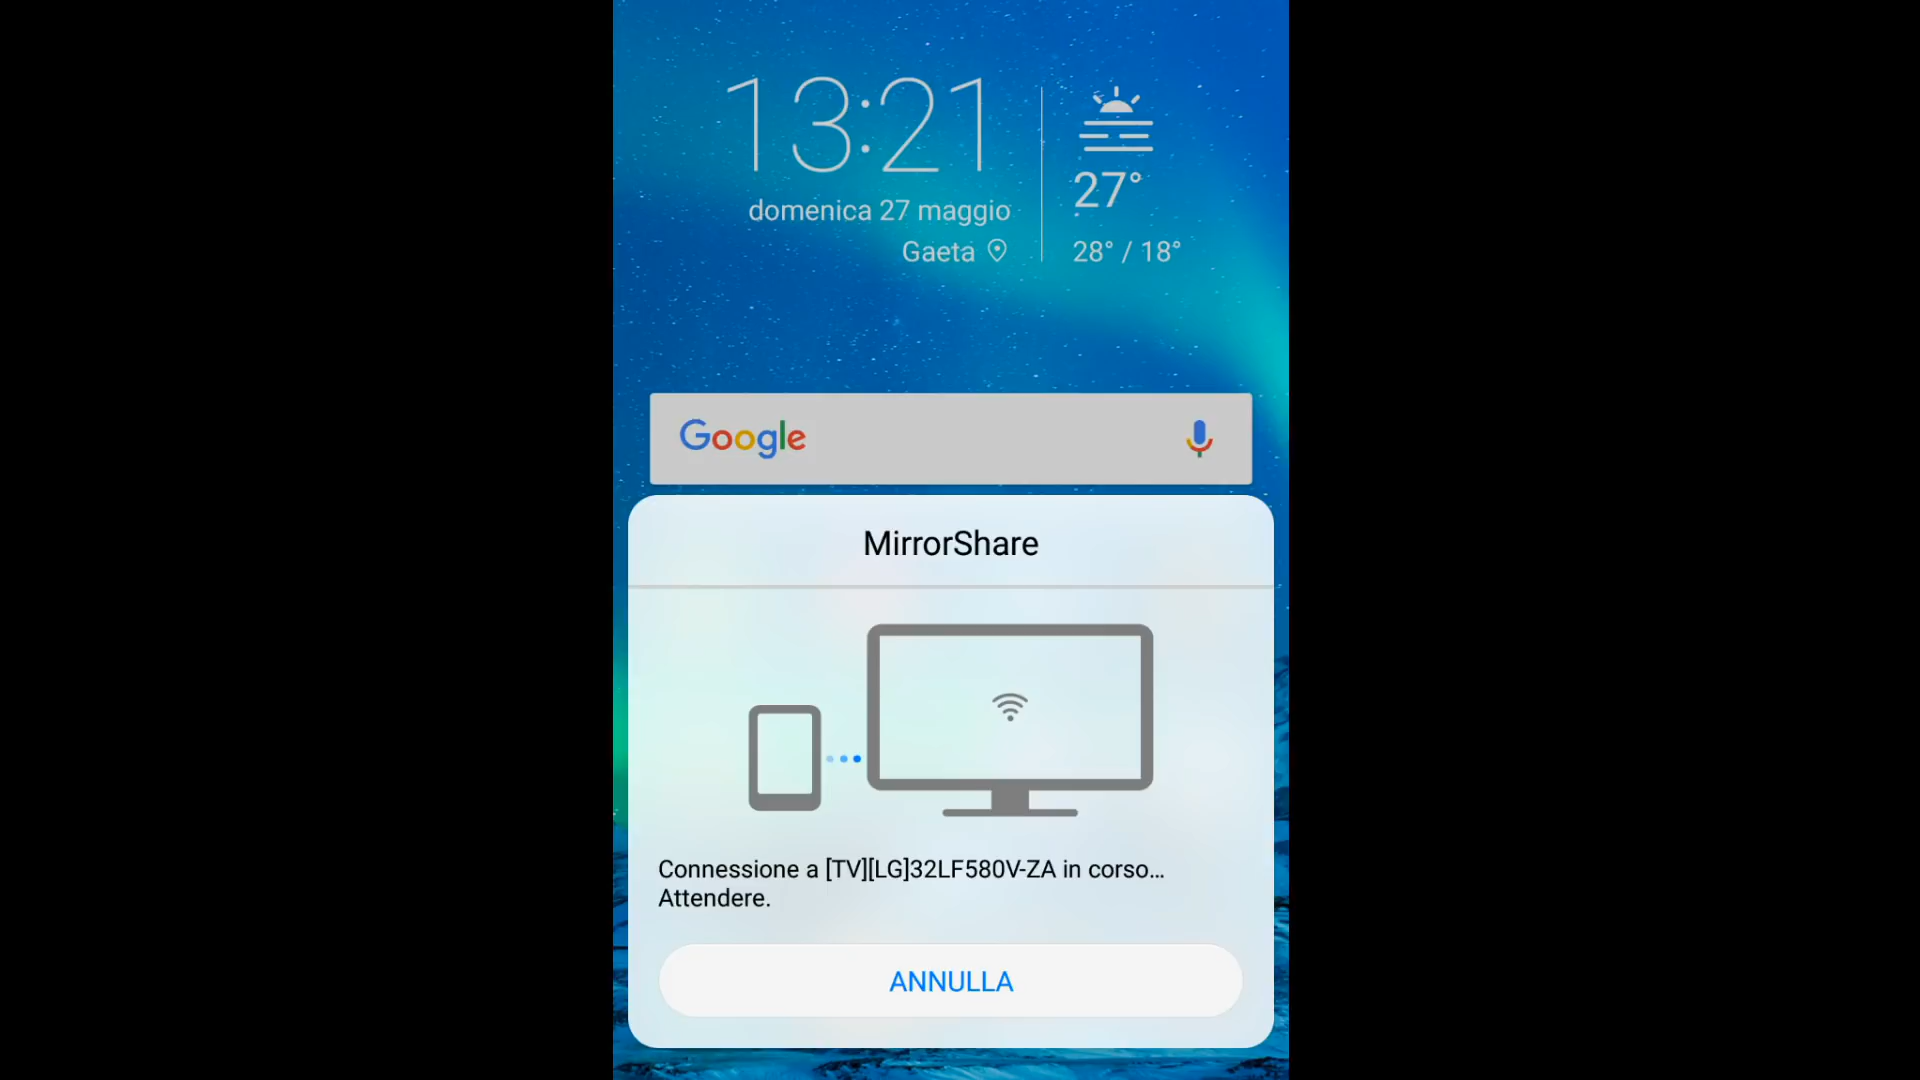 13:21
domenica 27 maggio
Gaeta
27°
28° / 18°
Google
MirrorShare
Connessione a [TV][LG]32LF580V-ZA in corso...
Attendere.
ANNULLA